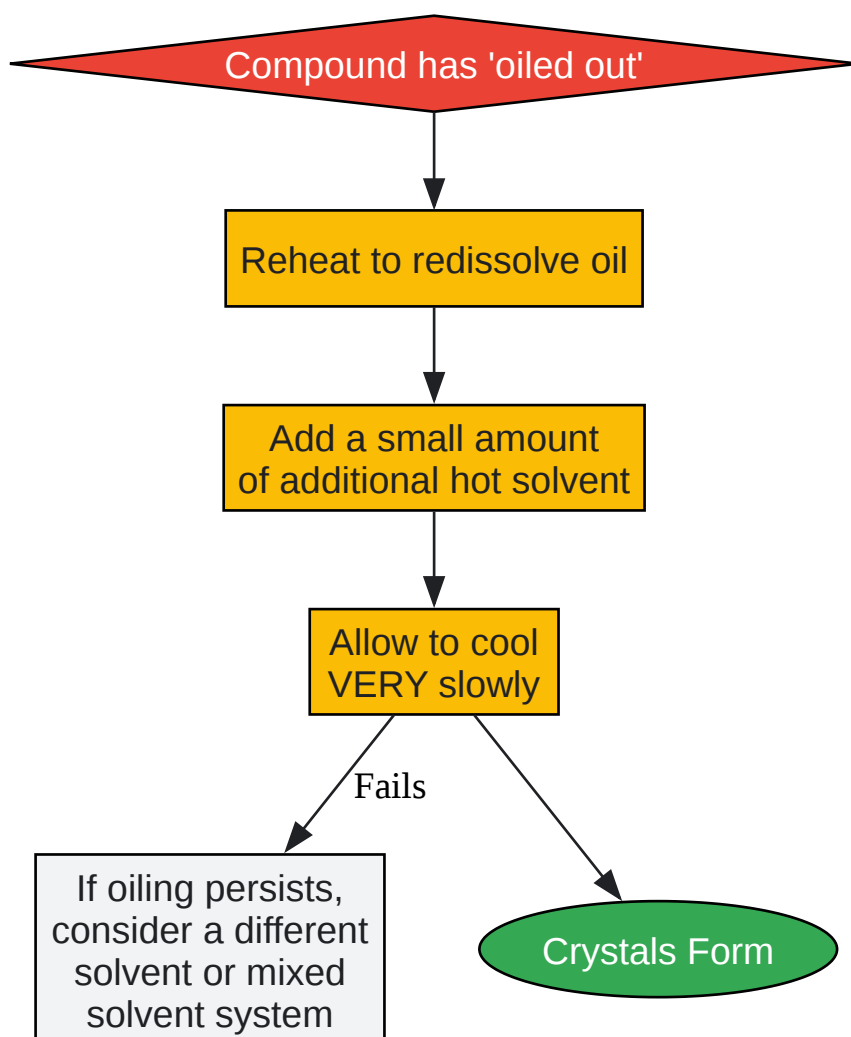 Compound has 'oiled out'
Reheat to redissolve oil
Add a small amount
of additional hot solvent
Allow to cool
VERY slowly
Fails
If oiling persists,
consider a different
solvent or mixed
solvent system
Crystals Form